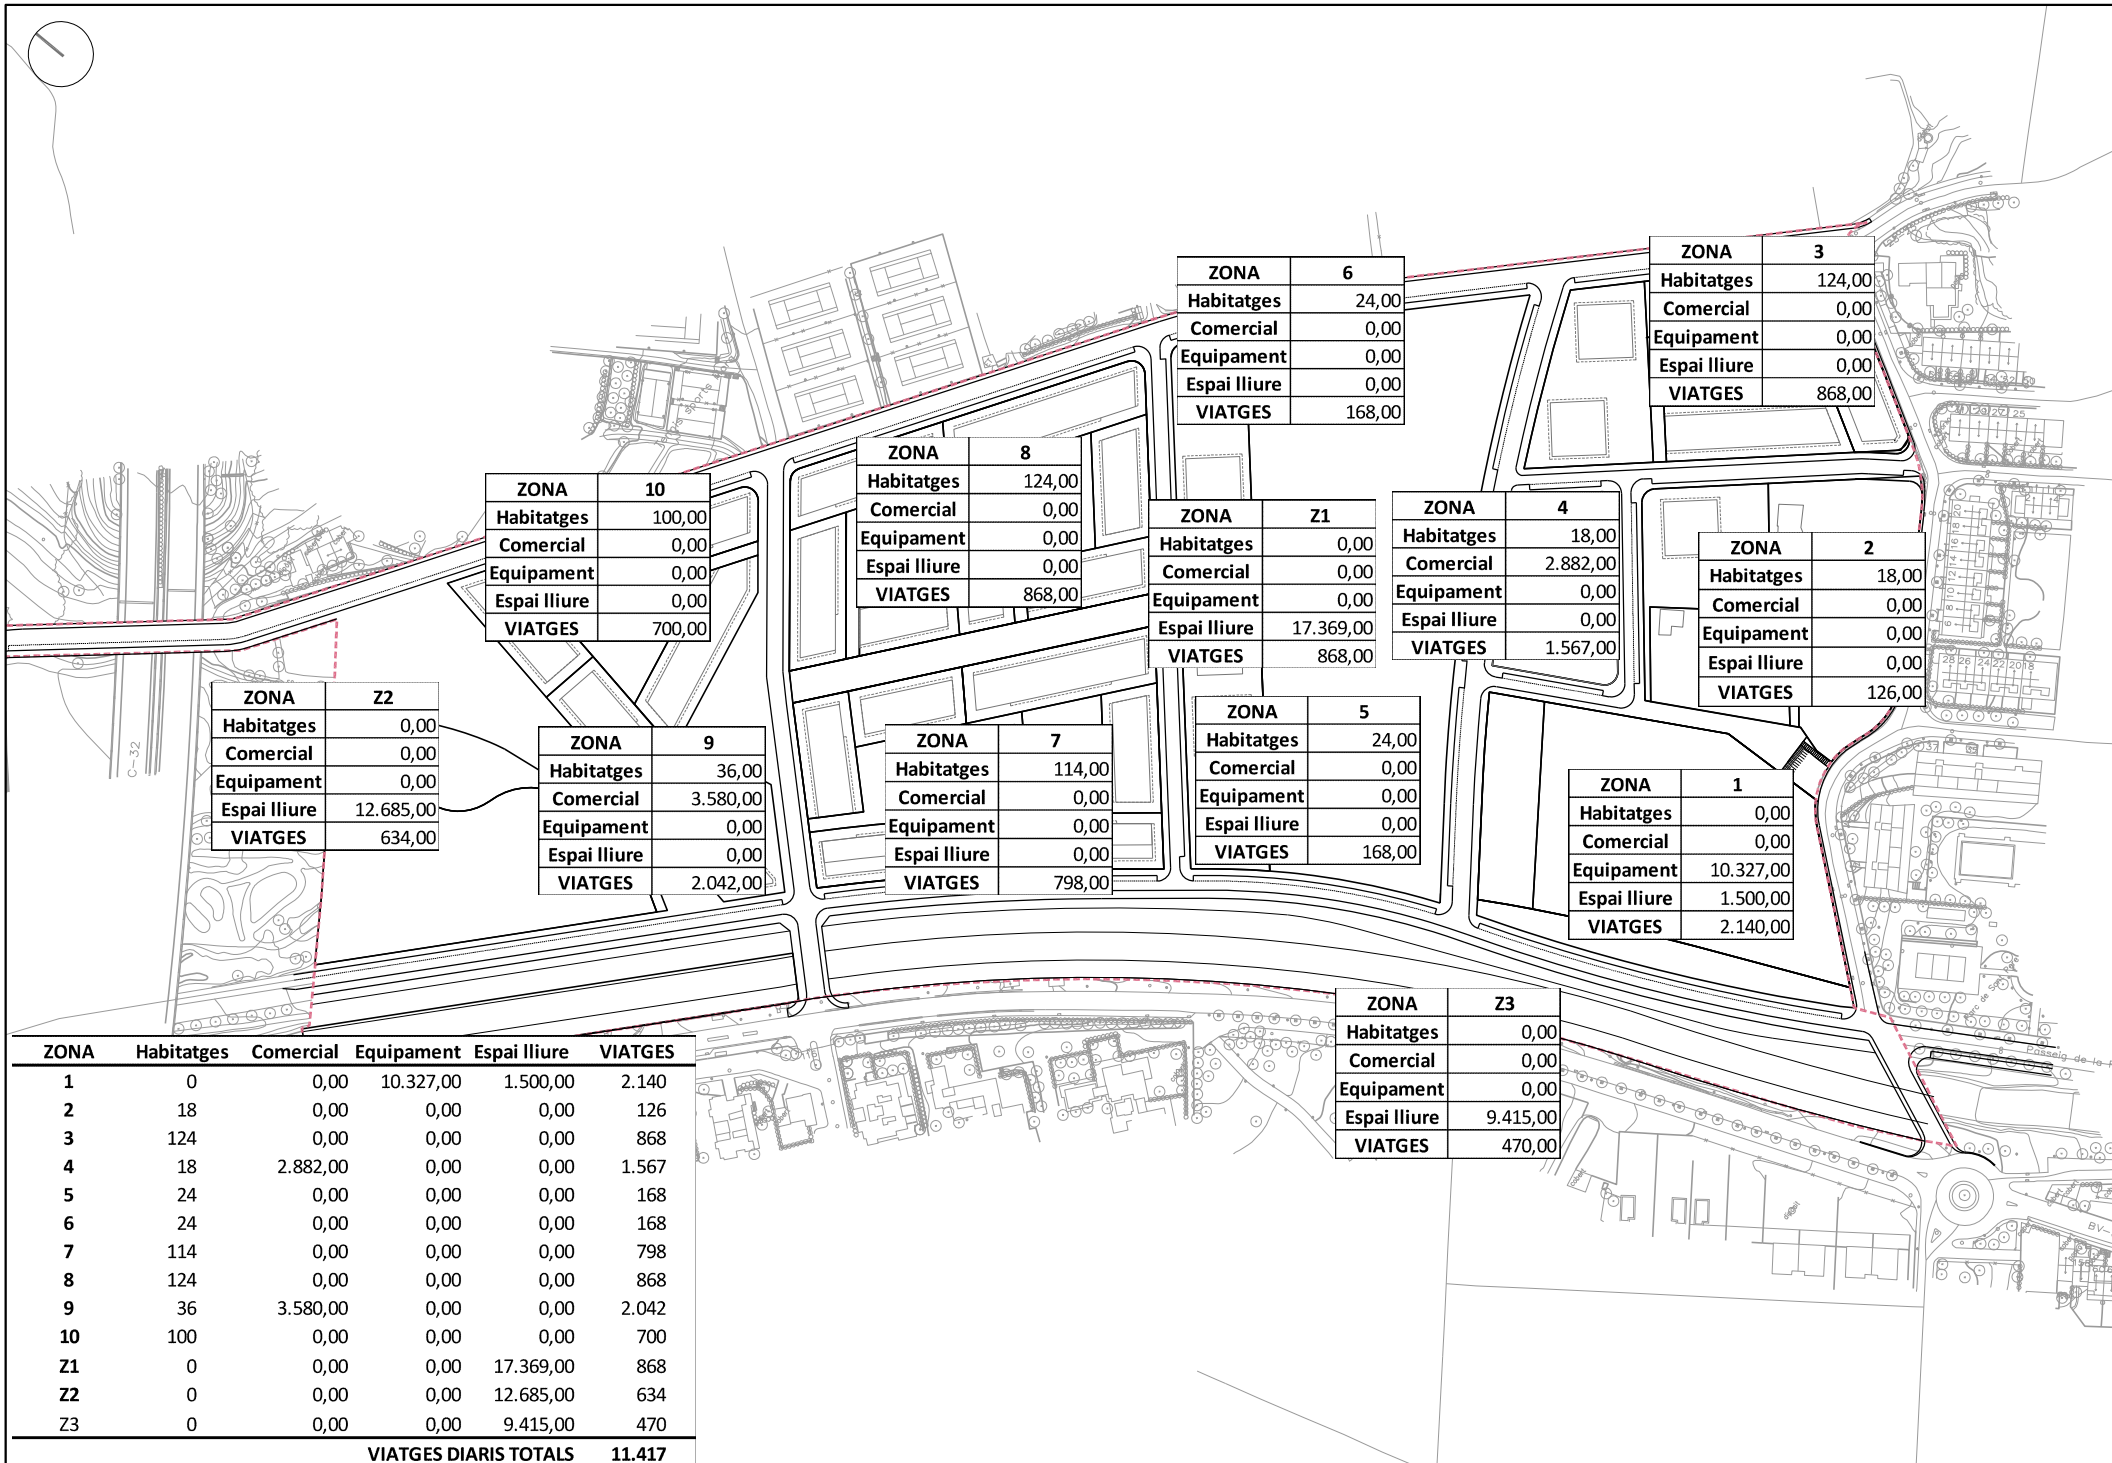 ZONA 3
Habitatges 124,00
Comercial 0,00
Equipament 0,00
Espai lliure 0,00
VIATGES 868,00
ZONA 6
Habitatges 24,00
Comercial 0,00
Equipament 0,00
Espai lliure 0,00
VIATGES 168,00
ZONA 8
Habitatges 124,00
Comercial 0,00
Equipament 0,00
Espai lliure 0,00
VIATGES 868,00
ZONA 10
Habitatges 100,00
Comercial 0,00
Equipament 0,00
Espai lliure 0,00
VIATGES 700,00
ZONA Z1
Habitatges 0,00
Comercial 0,00
Equipament 0,00
Espai lliure 17.369,00
VIATGES 868,00
ZONA 4
Habitatges 18,00
Comercial 2.882,00
Equipament 0,00
Espai lliure 0,00
VIATGES 1.567,00
ZONA 2
Habitatges 18,00
Comercial 0,00
Equipament 0,00
Espai lliure 0,00
VIATGES 126,00
ZONA Z2
Habitatges 0,00
Comercial 0,00
Equipament 0,00
Espai lliure 12.685,00
VIATGES 634,00
C-32
ZONA 9
Habitatges 36,00
Comercial 3.580,00
Equipament 0,00
Espai lliure 0,00
VIATGES 2.042,00
ZONA 7
Habitatges 114,00
Comercial 0,00
Equipament 0,00
Espai lliure 0,00
VIATGES 798,00
ZONA 5
Habitatges 24,00
Comercial 0,00
Equipament 0,00
Espai lliure 0,00
VIATGES 168,00
ZONA 1
Habitatges 0,00
Comercial 0,00
Equipament 10.327,00
Espai lliure 1.500,00
VIATGES 2.140,00
ZONA Z3
Habitatges 0,00
Comercial 0,00
Equipament 0,00
Espai lliure 9.415,00
VIATGES 470,00
Passeig de la
BV-
ZONA Habitatges Comercial Equipament Espai lliure VIATGES
1 0 0,00 10.327,00 1.500,00 2.140
2 18 0,00 0,00 0,00 126
3 124 0,00 0,00 0,00 868
4 18 2.882,00 0,00 0,00 1.567
5 24 0,00 0,00 0,00 168
6 24 0,00 0,00 0,00 168
7 114 0,00 0,00 0,00 798
8 124 0,00 0,00 0,00 868
9 36 3.580,00 0,00 0,00 2.042
10 100 0,00 0,00 0,00 700
Z1 0 0,00 0,00 17.369,00 868
Z2 0 0,00 0,00 12.685,00 634
Z3 0 0,00 0,00 9.415,00 470
VIATGES DIARIS TOTALS 11.417